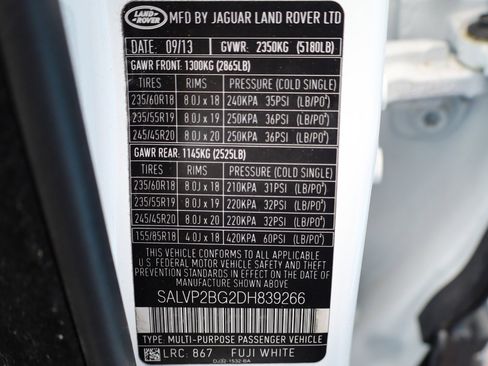 LAND ROVER MFD BY JAGUAR LAND ROVER LTD
DATE: 09/13 GVWR: 2350KG (5180LB)
GAWR FRONT: 1300KG (2865LB)
TIRES RIMS PRESSURE (COLD SINGLE)
235/60R18 8.0J x 18 240KPA 35PSI (LB/PO²)
235/55R19 8.0J x 19 250KPA 36PSI (LB/PO²)
245/45R20 8.0J x 20 250KPA 36PSI (LB/PO²)
GAWR REAR: 1145KG (2525LB)
TIRES RIMS PRESSURE (COLD SINGLE)
235/60R18 8.0J x 18 210KPA 31PSI (LB/PO²)
235/55R19 8.0J x 19 220KPA 32PSI (LB/PO²)
245/45R20 8.0J x 20 220KPA 32PSI (LB/PO²)
155/85R18 4.0J x 18 420KPA 60PSI (LB/PO²)
THIS VEHICLE CONFORMS TO ALL APPLICABLE
U.S. FEDERAL MOTOR VEHICLE SAFETY AND
THEFT PREVENTION STANDARDS IN EFFECT ON
THE DATE OF MANUFACTURE SHOWN ABOVE
SALVP2BG2DH839266
TYPE: MULTI-PURPOSE PASSENGER VEHICLE
LRC: 867 FUJI WHITE
DJ32-1532-BA